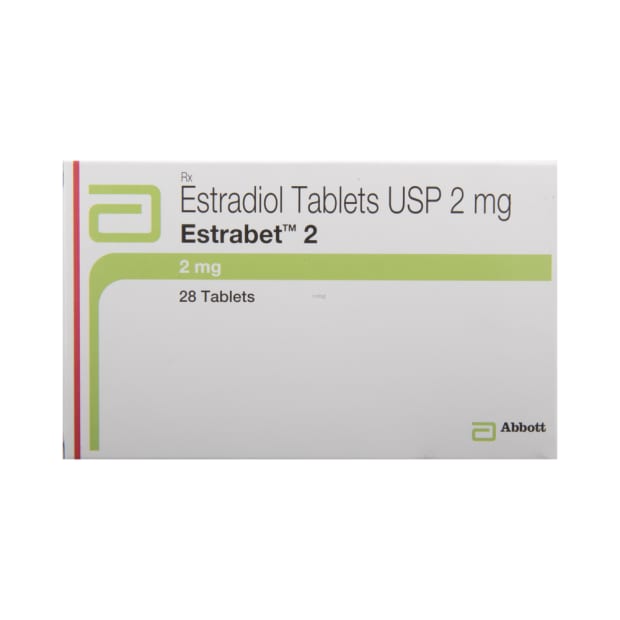 Rx
Estradiol Tablets USP 2 mg
Estrabet™ 2
2 mg
28 Tablets
Abbott